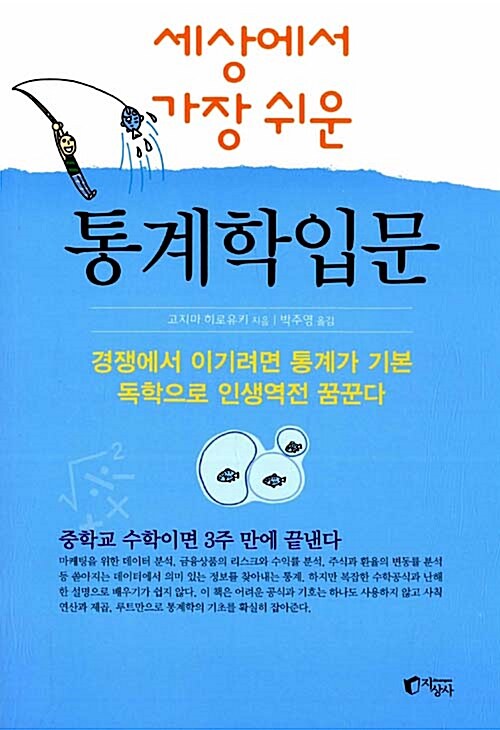 세상에서
가장 쉬운
통계학입문
고지마 히로유키 지음 | 박주영 옮김
경쟁에서 이기려면 통계가 기본
독학으로 인생역전 꿈꾼다
중학교 수학이면 3주 만에 끝낸다
마케팅을 위한 데이터 분석, 금융상품의 리스크와 수익률 분석, 주식과 환율의 변동률 분석
등 쏟아지는 데이터에서 의미 있는 정보를 찾아내는 통계. 하지만 복잡한 수학공식과 난해
한 설명으로 배우기가 쉽지 않다. 이 책은 어려운 공식과 기호는 하나도 사용하지 않고 사칙
연산과 제곱, 루트만으로 통계학의 기초를 확실히 잡아준다.
지상사